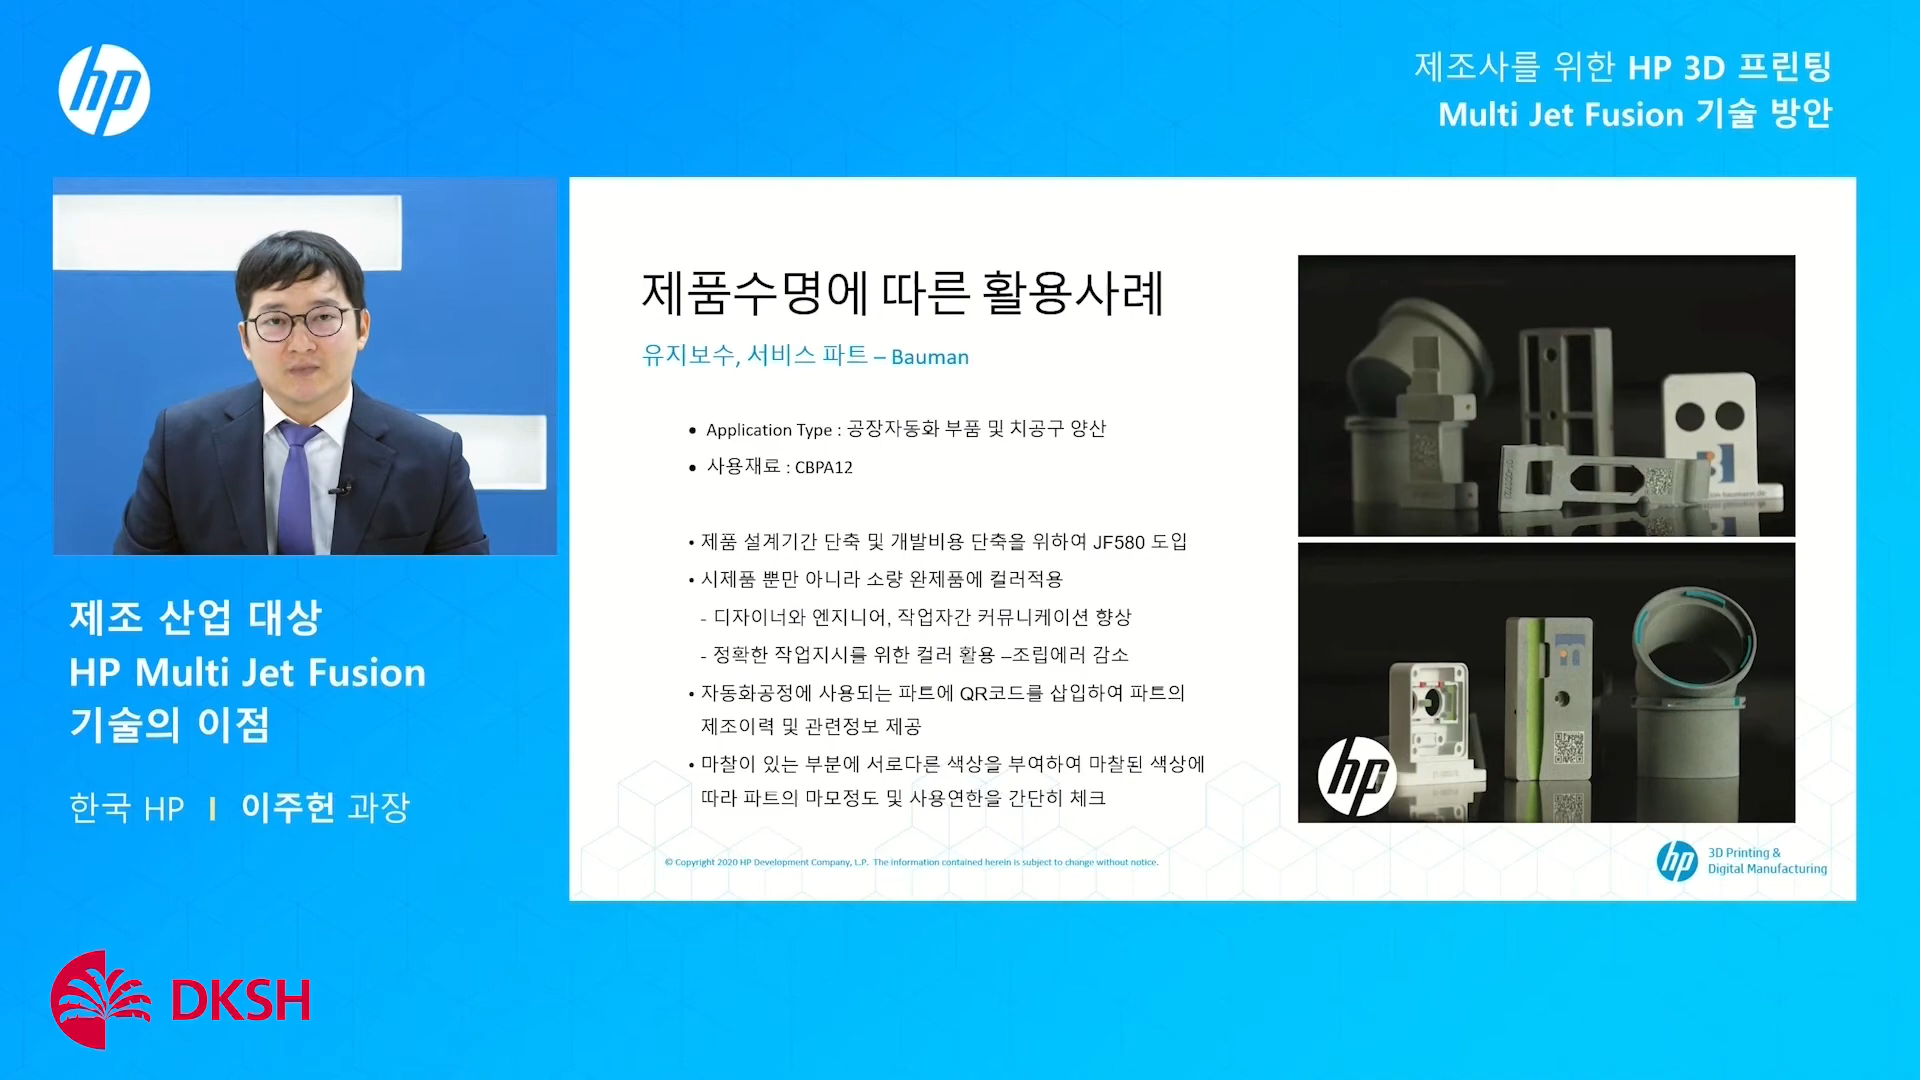 hp
제조사를 위한 HP 3D 프린팅
Multi Jet Fusion 기술 방안
제조 산업 대상
HP Multi Jet Fusion
기술의 이점
한국 HP I 이주헌 과장
DKSH
제품수명에 따른 활용사례
유지보수, 서비스 파트 – Bauman
• Application Type : 공장자동화 부품 및 치공구 양산
• 사용재료 : CBPA12
• 제품 설계기간 단축 및 개발비용 단축을 위하여 JF580 도입
• 시제품 뿐만 아니라 소량 완제품에 컬러적용
- 디자이너와 엔지니어, 작업자간 커뮤니케이션 향상
- 정확한 작업지시를 위한 컬러 활용 –조립에러 감소
• 자동화공정에 사용되는 파트에 QR코드를 삽입하여 파트의
제조이력 및 관련정보 제공
• 마찰이 있는 부분에 서로다른 색상을 부여하여 마찰된 색상에
따라 파트의 마모정도 및 사용연한을 간단히 체크
hp
© Copyright 2020 HP Development Company, L.P. The information contained herein is subject to change without notice.
hp
3D Printing &
Digital Manufacturing